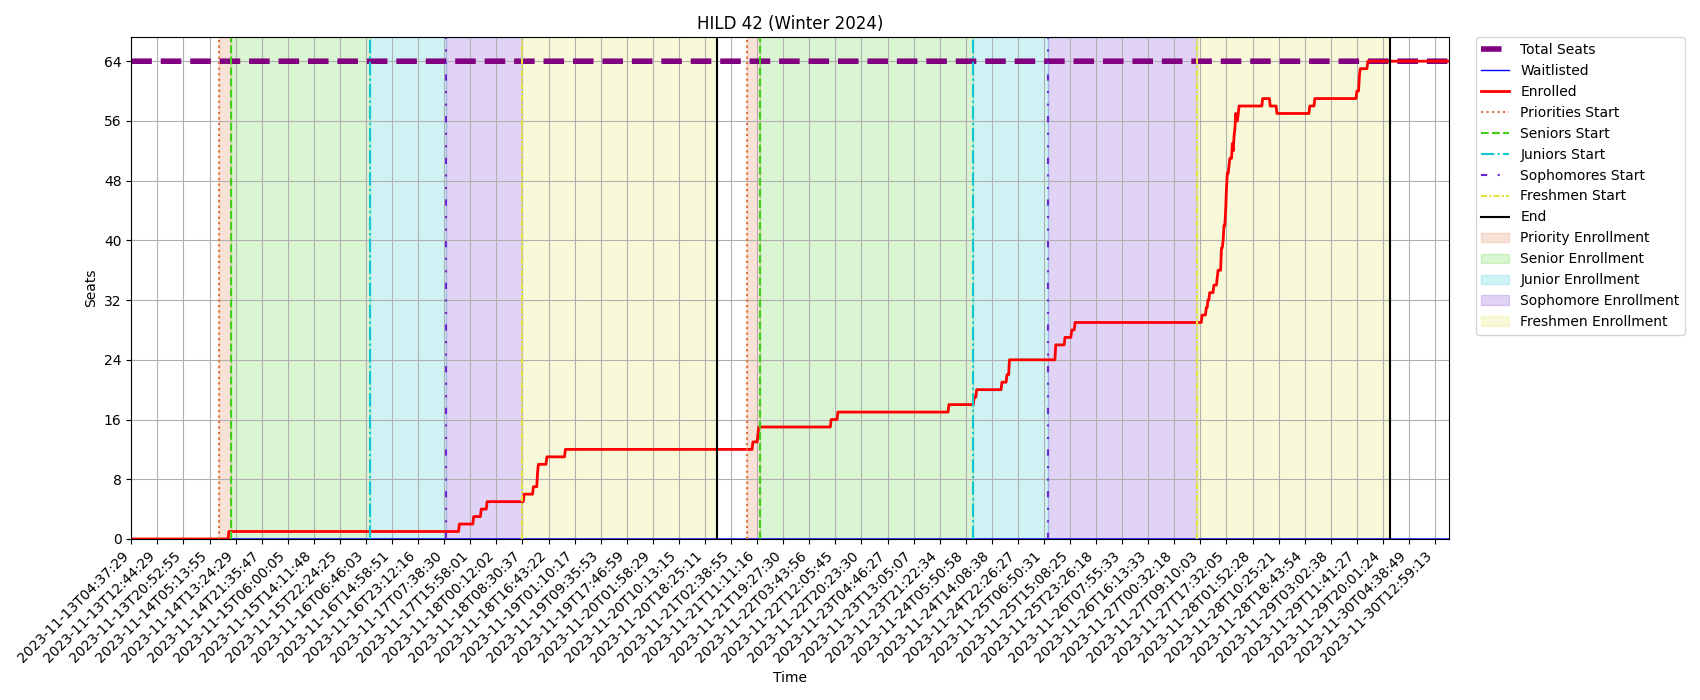 HILD 42 (Winter 2024)
Seats
64
56
48
40
32
24
16
8
0
2023-11-13T04:37:29
2023-11-13T12:44:29
2023-11-13T20:52:55
2023-11-14T05:13:55
2023-11-14T13:24:29
2023-11-14T21:35:47
2023-11-15T06:00:05
2023-11-15T14:11:48
2023-11-15T22:24:25
2023-11-16T06:46:03
2023-11-16T14:58:51
2023-11-16T23:12:16
2023-11-17T07:38:30
2023-11-17T15:58:01
2023-11-18T00:12:02
2023-11-18T08:30:37
2023-11-18T16:43:22
2023-11-19T01:10:17
2023-11-19T09:35:53
2023-11-19T17:46:59
2023-11-20T01:58:29
2023-11-20T10:13:15
2023-11-20T18:25:11
2023-11-21T02:38:55
2023-11-21T11:11:16
2023-11-21T19:27:30
2023-11-22T03:43:56
2023-11-22T12:05:45
2023-11-22T20:23:30
2023-11-23T04:46:27
2023-11-23T13:05:07
2023-11-23T21:22:34
2023-11-24T05:50:58
2023-11-24T14:08:38
2023-11-24T22:26:27
2023-11-25T06:50:31
2023-11-25T15:08:25
2023-11-25T23:26:18
2023-11-26T07:55:33
2023-11-26T16:13:33
2023-11-27T00:32:18
2023-11-27T09:10:03
2023-11-27T17:32:05
2023-11-28T01:52:28
2023-11-28T10:25:21
2023-11-28T18:43:54
2023-11-29T03:02:38
2023-11-29T11:41:27
2023-11-29T20:01:24
2023-11-30T04:38:49
2023-11-30T12:59:13
Time
Total Seats
Waitlisted
Enrolled
Priorities Start
Seniors Start
Juniors Start
Sophomores Start
Freshmen Start
End
Priority Enrollment
Senior Enrollment
Junior Enrollment
Sophomore Enrollment
Freshmen Enrollment